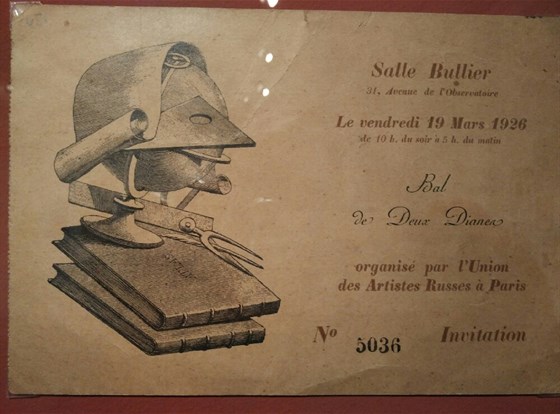 Salle Bullier
31, Avenue de l'Observatoire
Le vendredi 19 Mars 1926
de 10 h. du soir à 5 h. du matin
Bal
de Deux Dianes
organisé par l'Union
des Artistes Russes à Paris
Nº 5036 Invitation